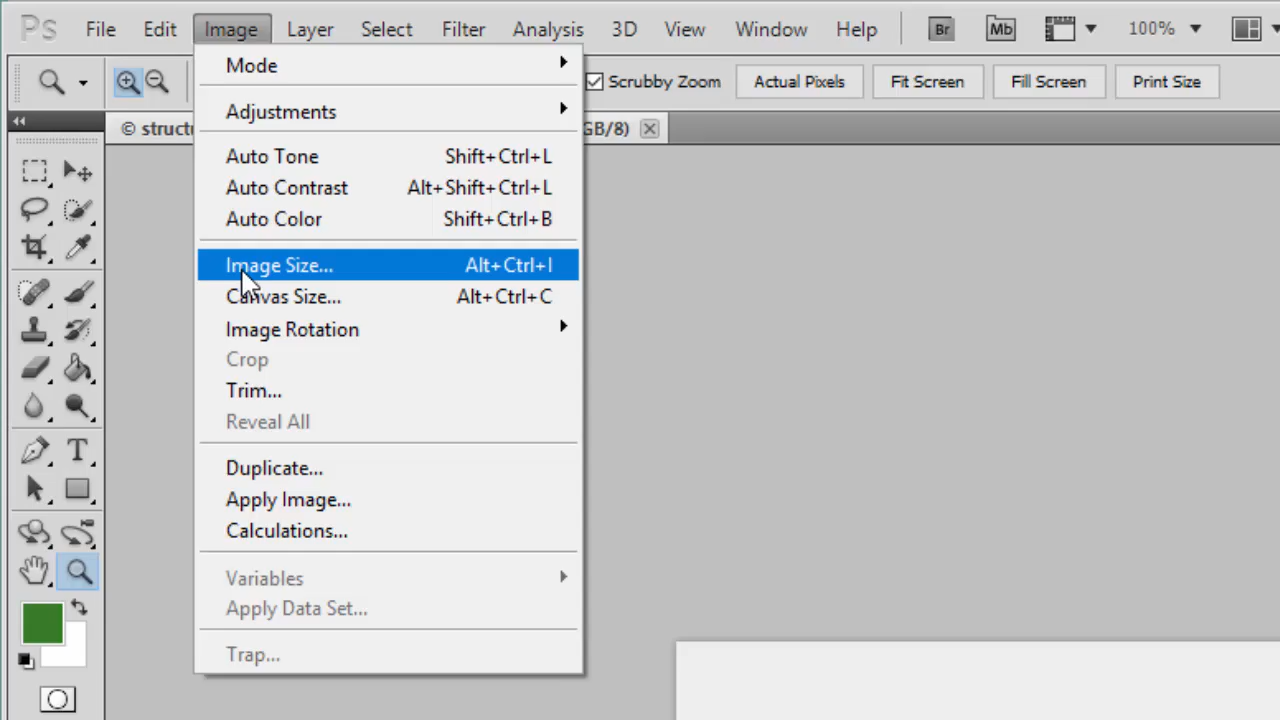 Ps File Edit Image Layer Select Filter Analysis 3D View Window Help Br Mb 100%
Scrubby Zoom Actual Pixels Fit Screen Fill Screen Print Size
© GB/8)
Mode
Adjustments
Auto Tone Shift+Ctrl+L
Auto Contrast Alt+Shift+Ctrl+L
Auto Color Shift+Ctrl+B
Image Size... Alt+Ctrl+I
Canvas Size... Alt+Ctrl+C
Image Rotation
Crop
Trim...
Reveal All
Duplicate...
Apply Image...
Calculations...
Variables
Apply Data Set...
Trap...
T